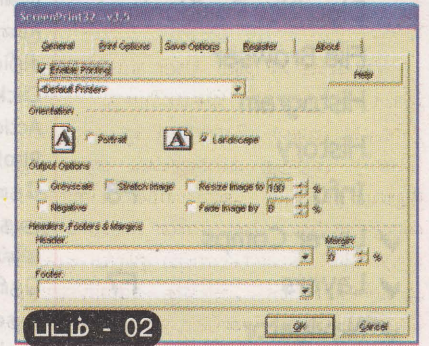 ScreenPrint32 - v3.5
General Print Options Save Options Register About
Enable Printing Help
<Default Printer>
Orientation
A Portrait A Landscape
Output Options
Greyscale Stretch Image Resize Image to 100 %
Negative Fade Image by 0 %
Headers, Footers & Margins
Header: Margin:
0 %
Footer:
OK Cancel
படம் - 02